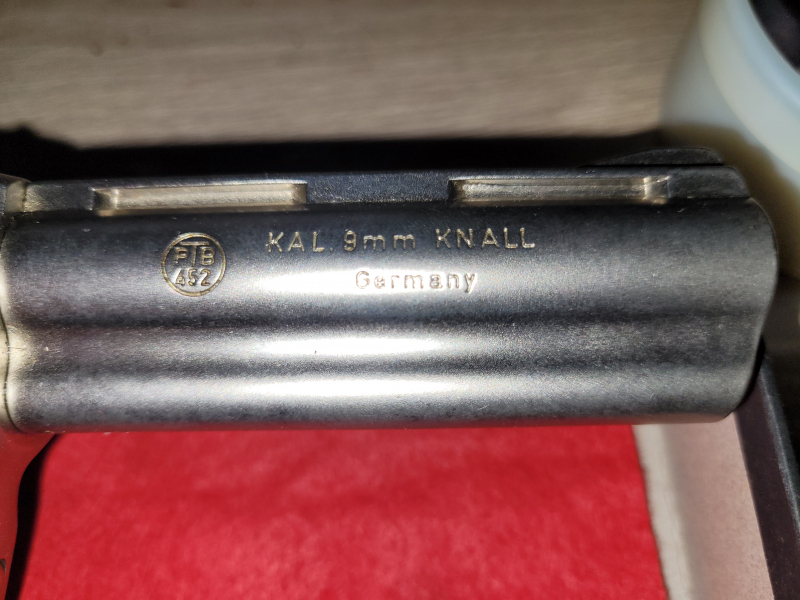 PTB
452
KAL. 9mm KNALL
Germany